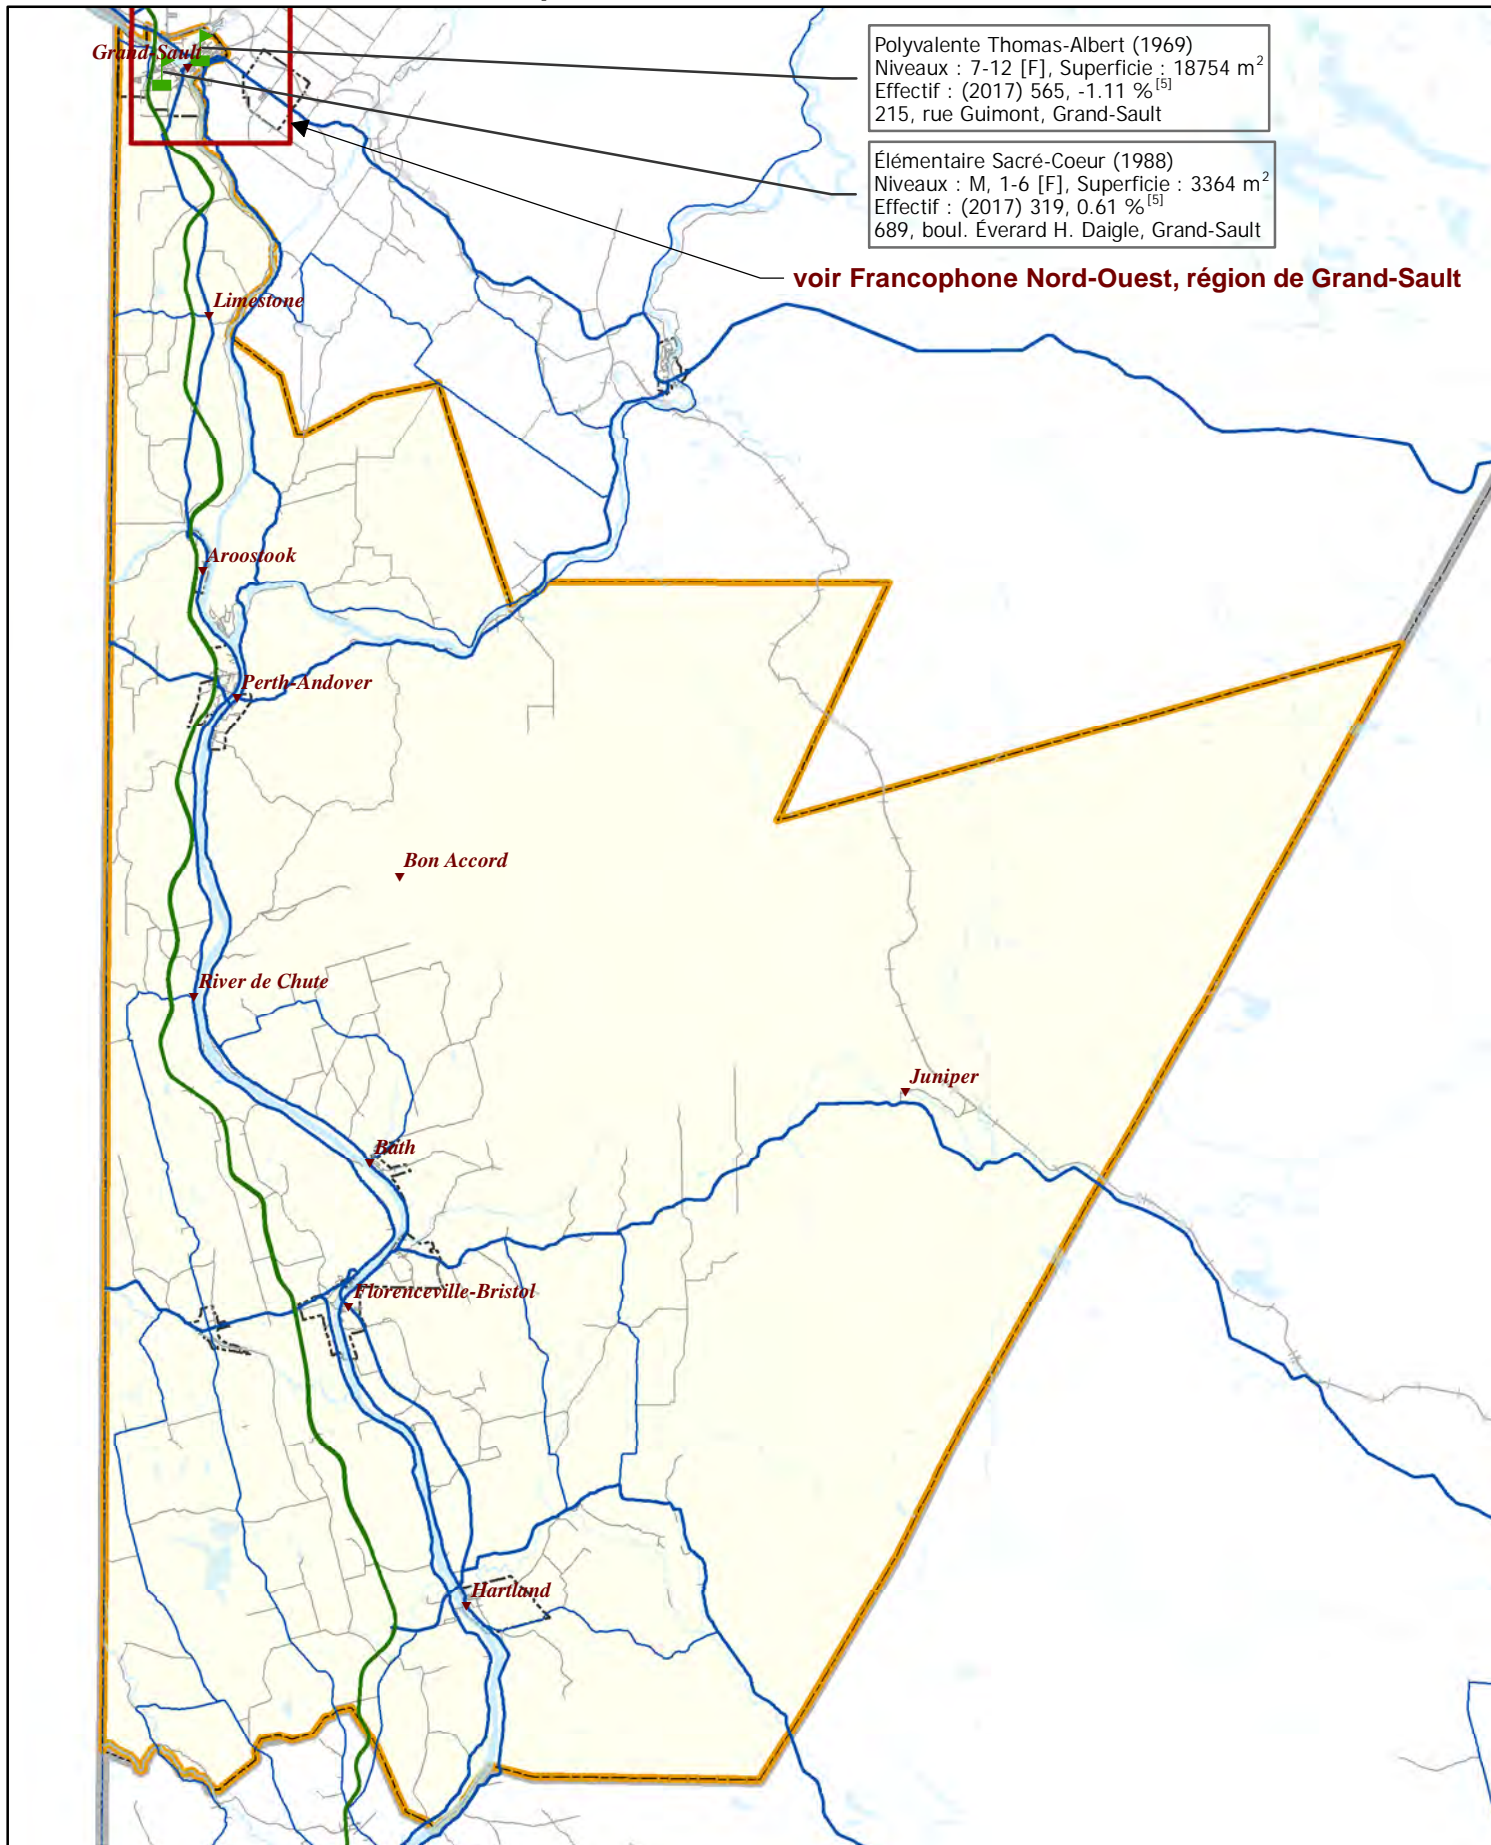 Grand-Sault
Polyvalente Thomas-Albert (1969)
Niveaux : 7-12 [F], Superficie : 18754 m²
Effectif : (2017) 565, -1.11 %[5]
215, rue Guimont, Grand-Sault
Élémentaire Sacré-Coeur (1988)
Niveaux : M, 1-6 [F], Superficie : 3364 m²
Effectif : (2017) 319, 0.61 %[5]
689, boul. Éverard H. Daigle, Grand-Sault
voir Francophone Nord-Ouest, région de Grand-Sault
Limestone
Aroostook
Perth-Andover
Bon Accord
River de Chute
Juniper
Bath
Florenceville-Bristol
Hartland